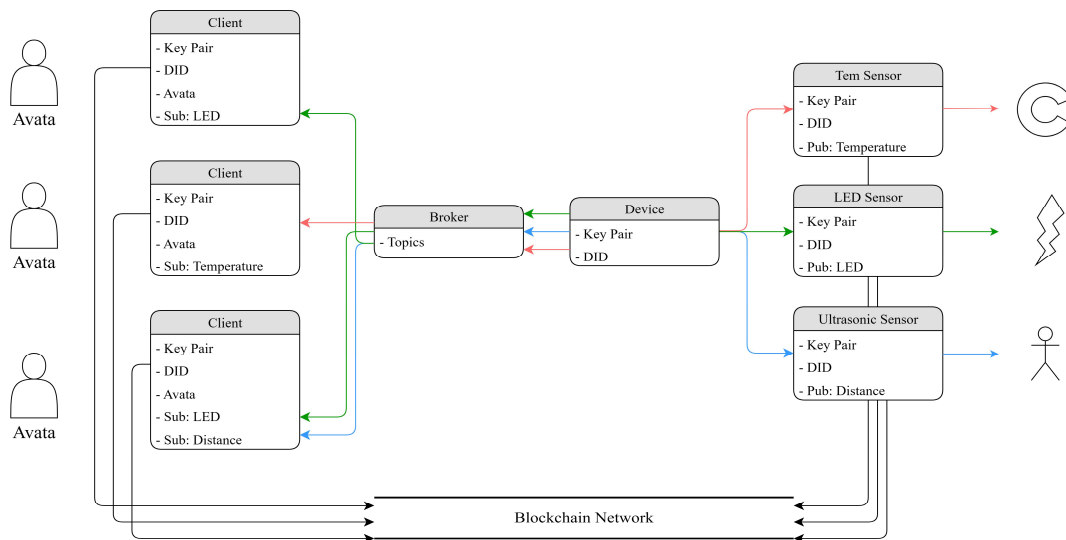 Client
- Key Pair
- DID
- Avata
- Sub: LED
Avata
Client
- Key Pair
- DID
- Avata
- Sub: Temperature
Avata
Client
- Key Pair
- DID
- Avata
- Sub: LED
- Sub: Distance
Avata
Broker
- Topics
Device
- Key Pair
- DID
Tem Sensor
- Key Pair
- DID
- Pub: Temperature
LED Sensor
- Key Pair
- DID
- Pub: LED
Ultrasonic Sensor
- Key Pair
- DID
- Pub: Distance
Blockchain Network